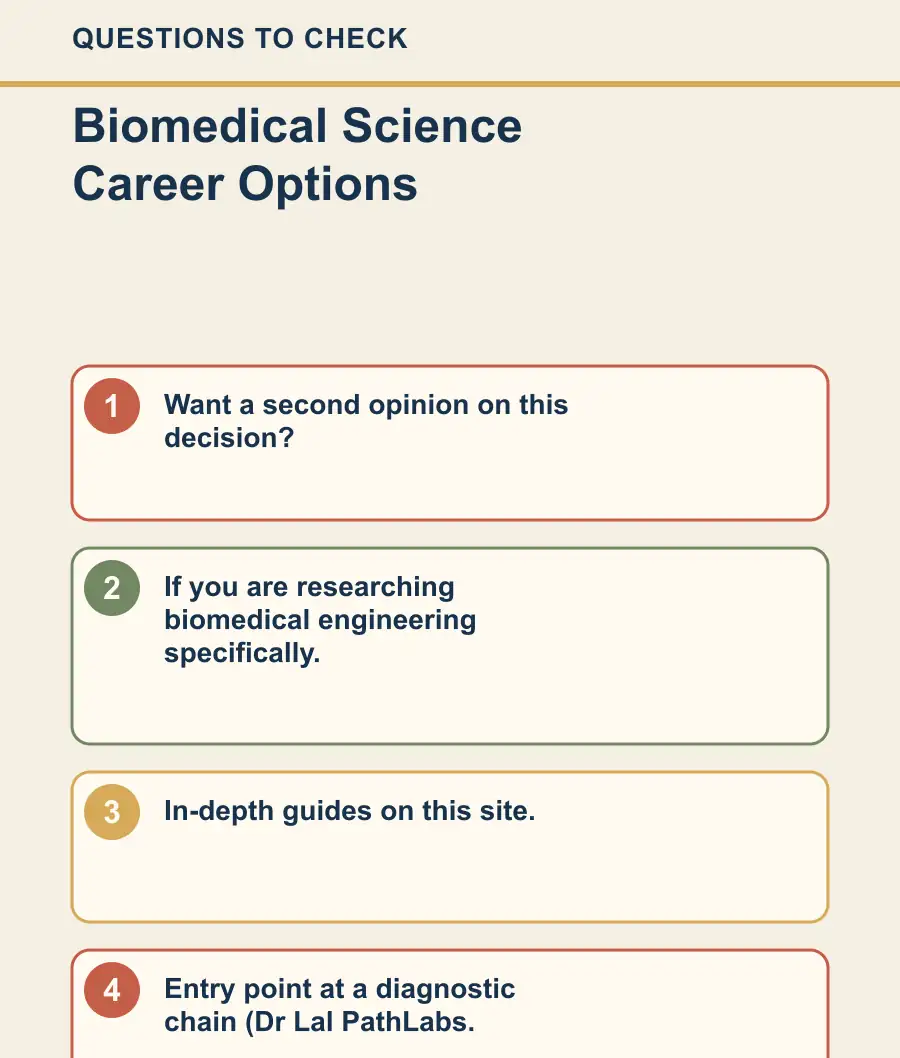 QUESTIONS TO CHECK
Biomedical Science
Career Options
1
Want a second opinion on this
decision?
2
If you are researching
biomedical engineering
specifically.
3
In-depth guides on this site.
4
Entry point at a diagnostic
chain (Dr Lal PathLabs.